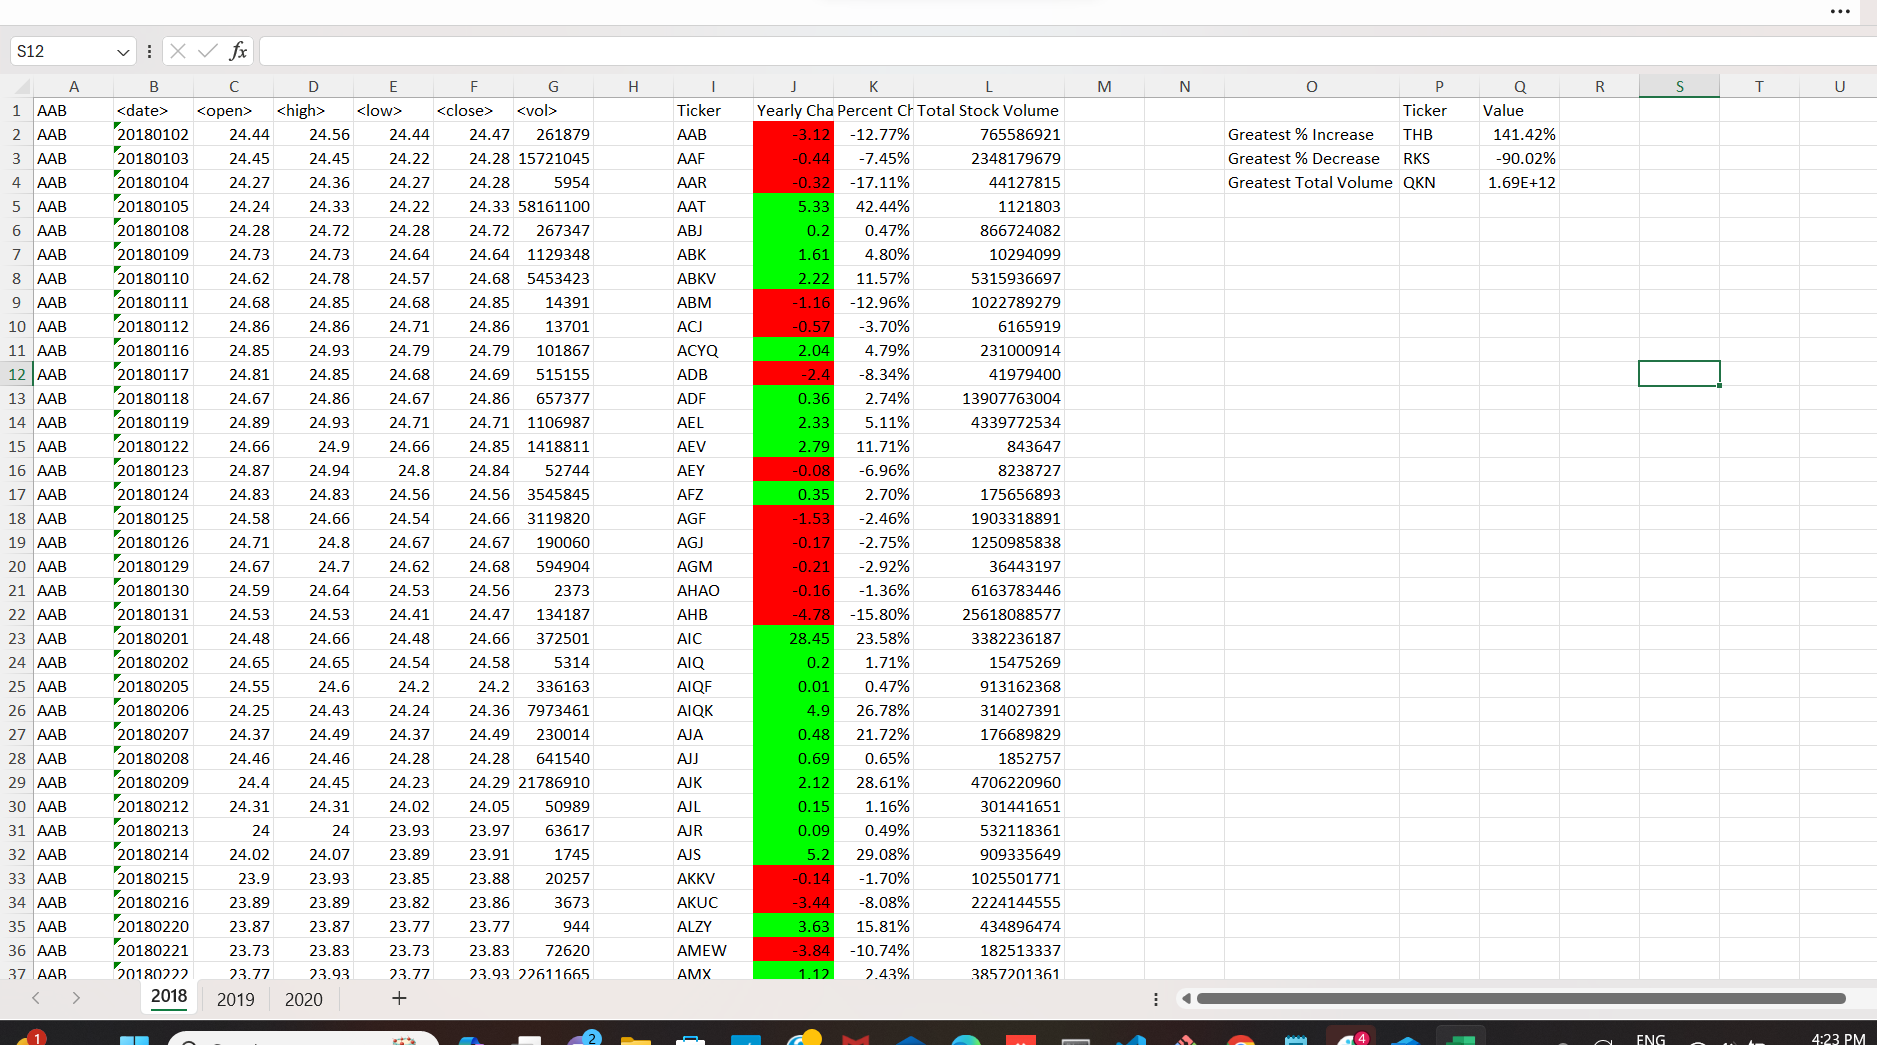 S12 fx
A B C D E F G H I J K L M N O P Q R S T U
1 AAB <date> <open> <high> <low> <close> <vol> Ticker Yearly Cha Percent Ch Total Stock Volume Ticker Value
2 AAB 20180102 24.44 24.56 24.44 24.47 261879 AAB -3.12 -12.77% 765586921 Greatest % Increase THB 141.42%
3 AAB 20180103 24.45 24.45 24.22 24.28 15721045 AAF -0.44 -7.45% 2348179679 Greatest % Decrease RKS -90.02%
4 AAB 20180104 24.27 24.36 24.27 24.28 5954 AAR -0.32 -17.11% 44127815 Greatest Total Volume QKN 1.69E+12
5 AAB 20180105 24.24 24.33 24.22 24.33 58161100 AAT 5.33 42.44% 1121803
6 AAB 20180108 24.28 24.72 24.28 24.72 267347 ABJ 0.2 0.47% 866724082
7 AAB 20180109 24.73 24.73 24.64 24.64 1129348 ABK 1.61 4.80% 10294099
8 AAB 20180110 24.62 24.78 24.57 24.68 5453423 ABKV 2.22 11.57% 5315936697
9 AAB 20180111 24.68 24.85 24.68 24.85 14391 ABM -1.16 -12.96% 1022789279
10 AAB 20180112 24.86 24.86 24.71 24.86 13701 ACJ -0.57 -3.70% 6165919
11 AAB 20180116 24.85 24.93 24.79 24.79 101867 ACYQ 2.04 4.79% 231000914
12 AAB 20180117 24.81 24.85 24.68 24.69 515155 ADB -2.4 -8.34% 41979400
13 AAB 20180118 24.67 24.86 24.67 24.86 657377 ADF 0.36 2.74% 13907763004
14 AAB 20180119 24.89 24.93 24.71 24.71 1106987 AEL 2.33 5.11% 4339772534
15 AAB 20180122 24.66 24.9 24.66 24.85 1418811 AEV 2.79 11.71% 843647
16 AAB 20180123 24.87 24.94 24.8 24.84 52744 AEY -0.08 -6.96% 8238727
17 AAB 20180124 24.83 24.83 24.56 24.56 3545845 AFZ 0.35 2.70% 175656893
18 AAB 20180125 24.58 24.66 24.54 24.66 3119820 AGF -1.53 -2.46% 1903318891
19 AAB 20180126 24.71 24.8 24.67 24.67 190060 AGJ -0.17 -2.75% 1250985838
20 AAB 20180129 24.67 24.7 24.62 24.68 594904 AGM -0.21 -2.92% 36443197
21 AAB 20180130 24.59 24.64 24.53 24.56 2373 AHAO -0.16 -1.36% 6163783446
22 AAB 20180131 24.53 24.53 24.41 24.47 134187 AHB -4.78 -15.80% 25618088577
23 AAB 20180201 24.48 24.66 24.48 24.66 372501 AIC 28.45 23.58% 3382236187
24 AAB 20180202 24.65 24.65 24.54 24.58 5314 AIQ 0.2 1.71% 15475269
25 AAB 20180205 24.55 24.6 24.2 24.2 336163 AIQF 0.01 0.47% 913162368
26 AAB 20180206 24.25 24.43 24.24 24.36 7973461 AIQK 4.9 26.78% 314027391
27 AAB 20180207 24.37 24.49 24.37 24.49 230014 AJA 0.48 21.72% 176689829
28 AAB 20180208 24.46 24.46 24.28 24.28 641540 AJJ 0.69 0.65% 1852757
29 AAB 20180209 24.4 24.45 24.23 24.29 21786910 AJK 2.12 28.61% 4706220960
30 AAB 20180212 24.31 24.31 24.02 24.05 50989 AJL 0.15 1.16% 301441651
31 AAB 20180213 24 24 23.93 23.97 63617 AJR 0.09 0.49% 532118361
32 AAB 20180214 24.02 24.07 23.89 23.91 1745 AJS 5.2 29.08% 909335649
33 AAB 20180215 23.9 23.93 23.85 23.88 20257 AKKV -0.14 -1.70% 1025501771
34 AAB 20180216 23.89 23.89 23.82 23.86 3673 AKUC -3.44 -8.08% 2224144555
35 AAB 20180220 23.87 23.87 23.77 23.77 944 ALZY 3.63 15.81% 434896474
36 AAB 20180221 23.73 23.83 23.73 23.83 72620 AMEW -3.84 -10.74% 182513337
37 AAB 20180222 23.77 23.93 23.77 23.93 22611665 AMX 1.12 2.43% 3857201361
2018 2019 2020
1 2 4 ENG 4:23 PM